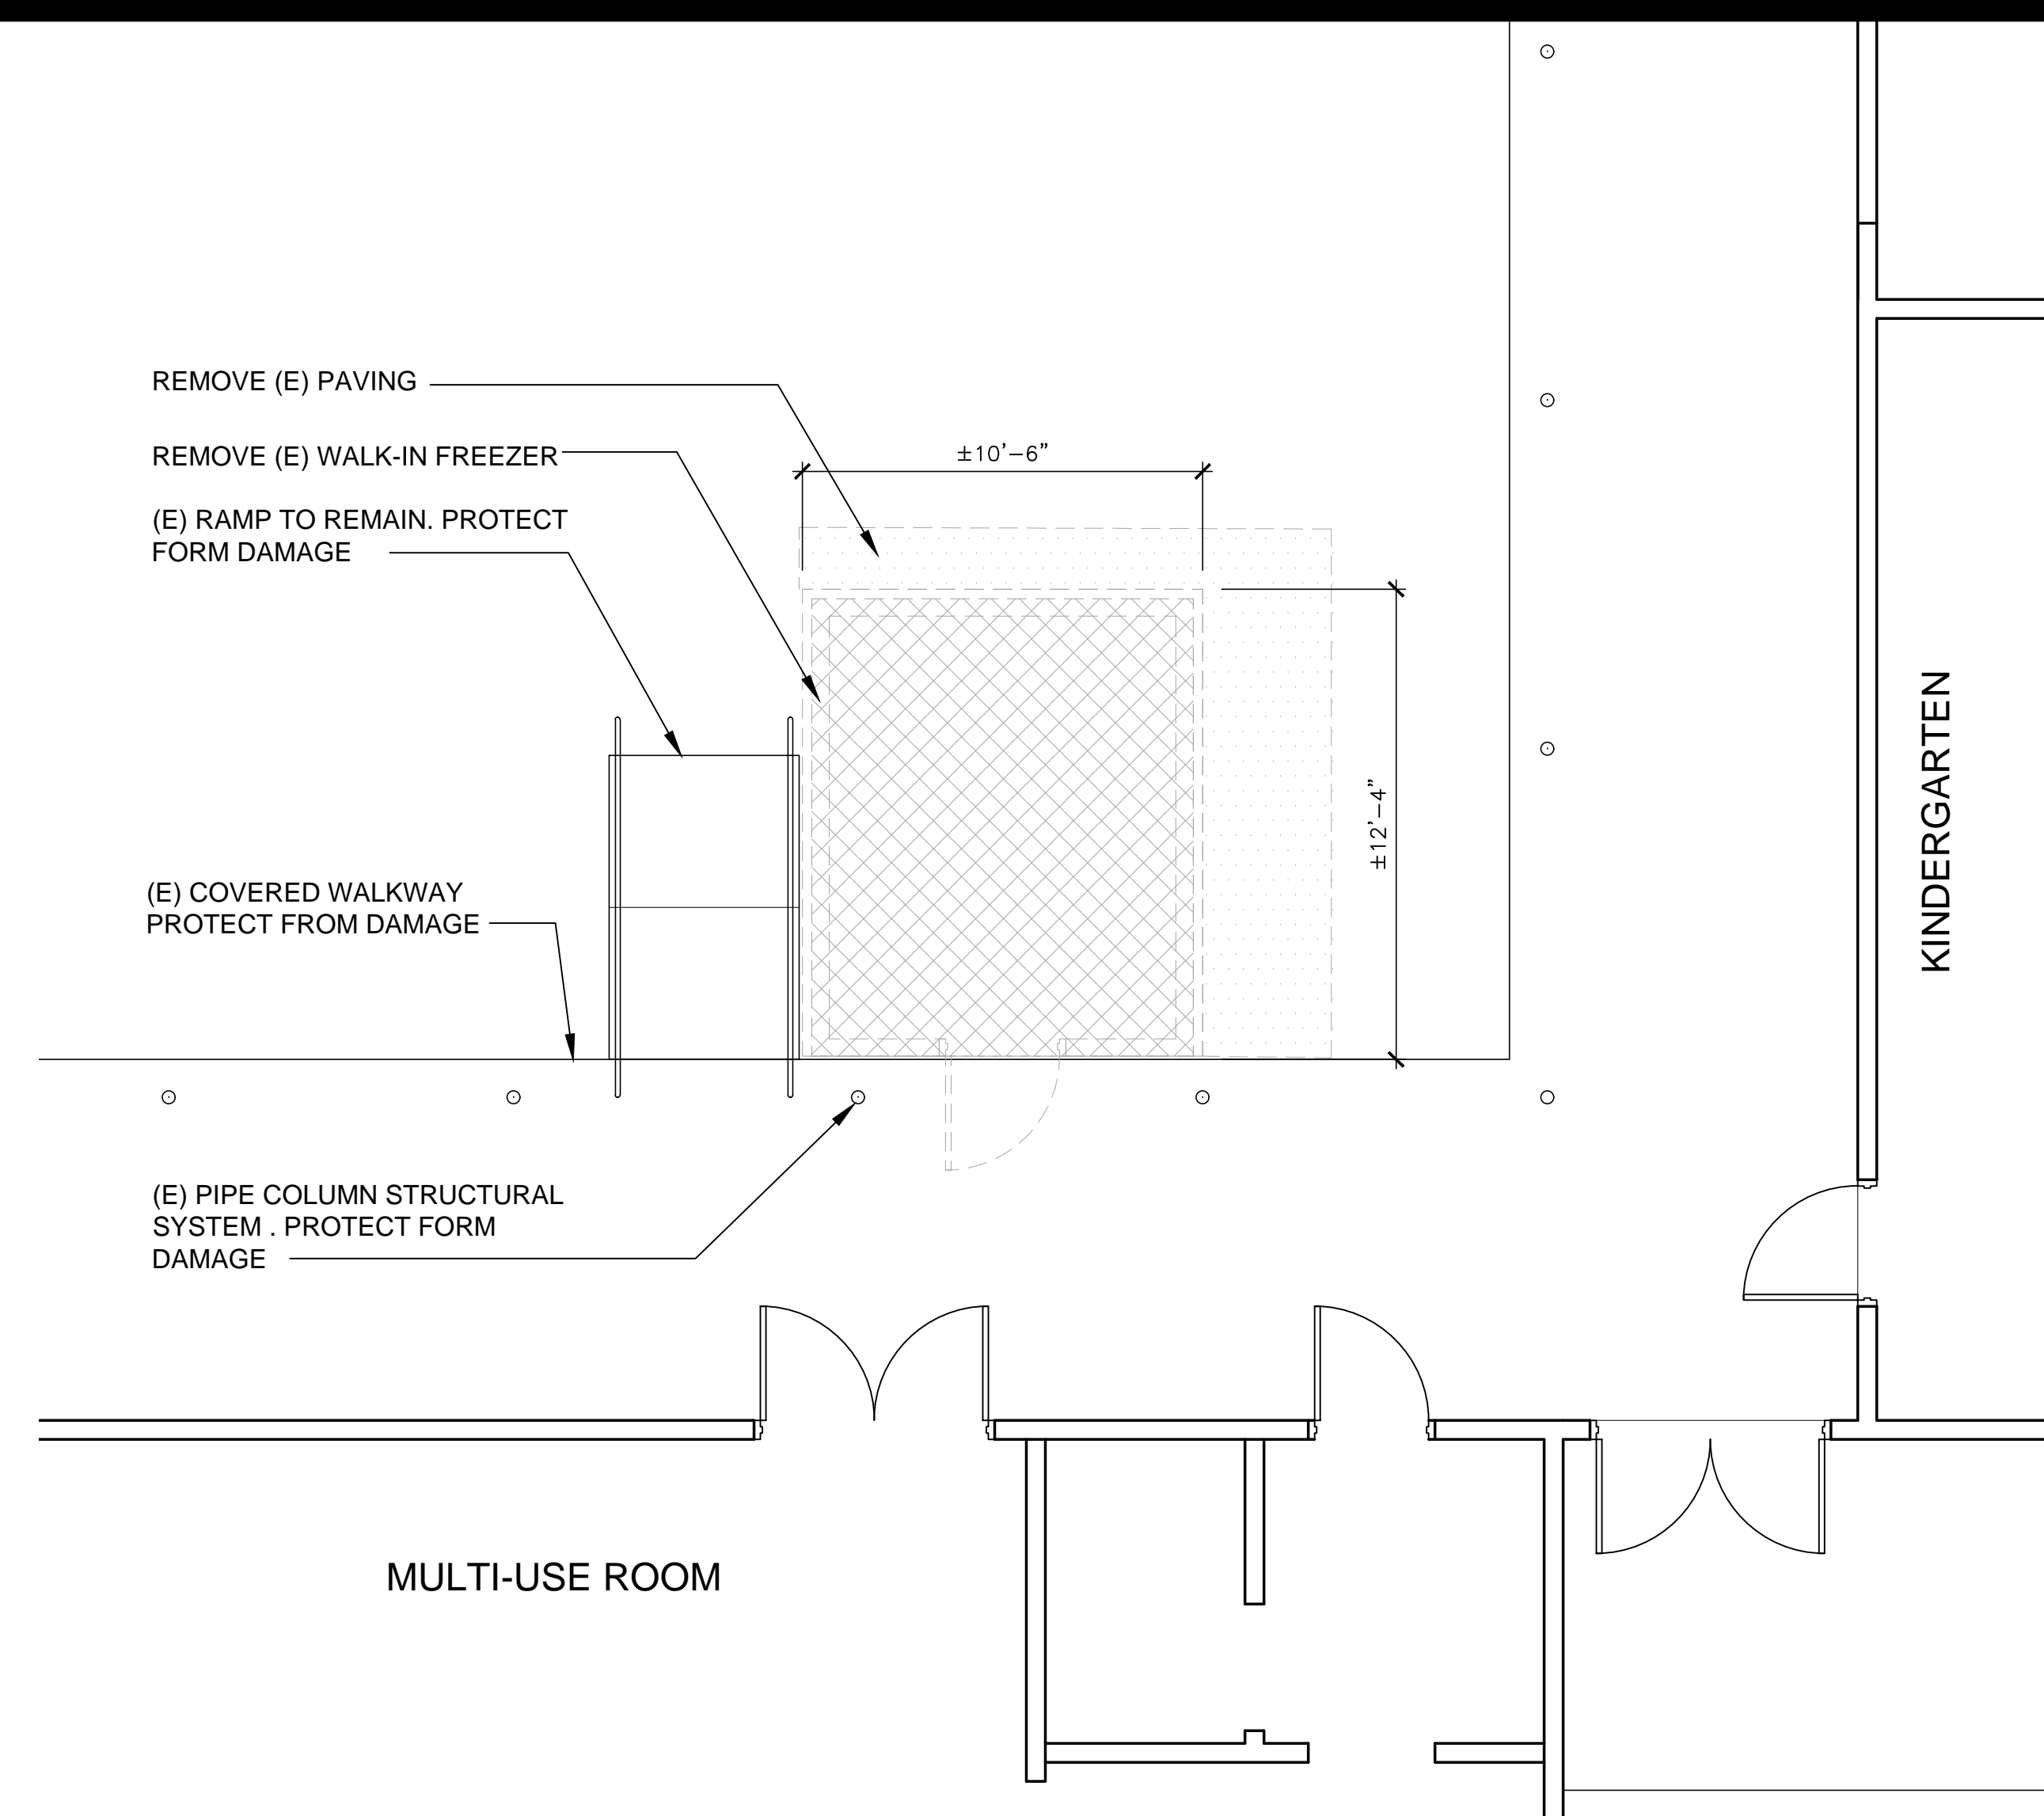 REMOVE (E) PAVING
REMOVE (E) WALK-IN FREEZER
±10’–6”
(E) RAMP TO REMAIN. PROTECT
FORM DAMAGE
KINDERGARTEN
±12’–4”
(E) COVERED WALKWAY
PROTECT FROM DAMAGE
(E) PIPE COLUMN STRUCTURAL
SYSTEM . PROTECT FORM
DAMAGE
MULTI-USE ROOM